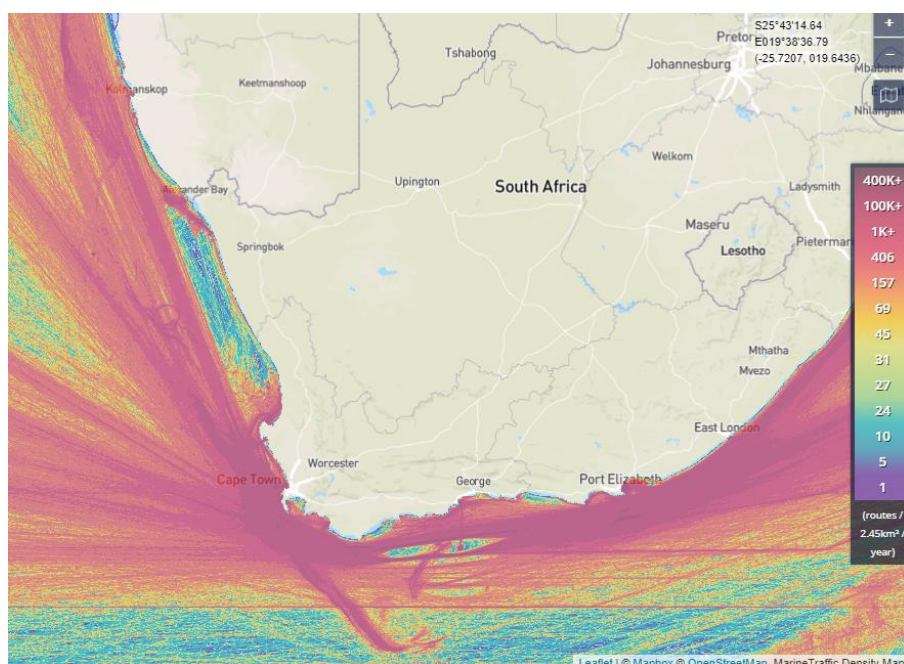 S25°43'14.64
E019°38'36.79
(-25.7207, 019.6436)
+
−
Pretor
Tshabong
Johannesburg
Mbabane
Kolmanskop
Keetmanshoop
Nhlangan
Welkom
Ladysmith
Alexander Bay
Upington
South Africa
Maseru
Lesotho
Pieterman
Springbok
Mthatha
Mvezo
East London
Worcester
Cape Town
George
Port Elizabeth
400K+
100K+
1K+
406
157
69
45
31
27
24
10
5
1
(routes /
2.45km² /
year)
Leaflet | © Mapbox © OpenStreetMap, MarineTraffic Density Map